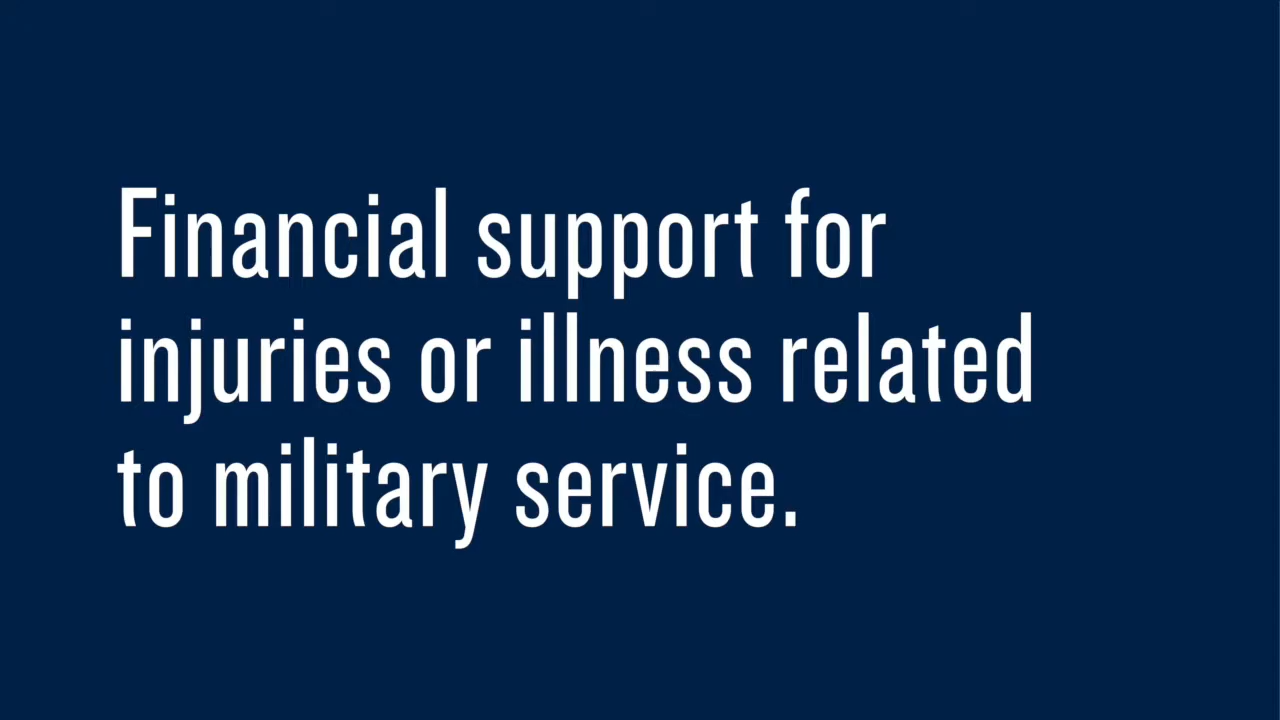 Financial support for
injuries or illness related
to military service.